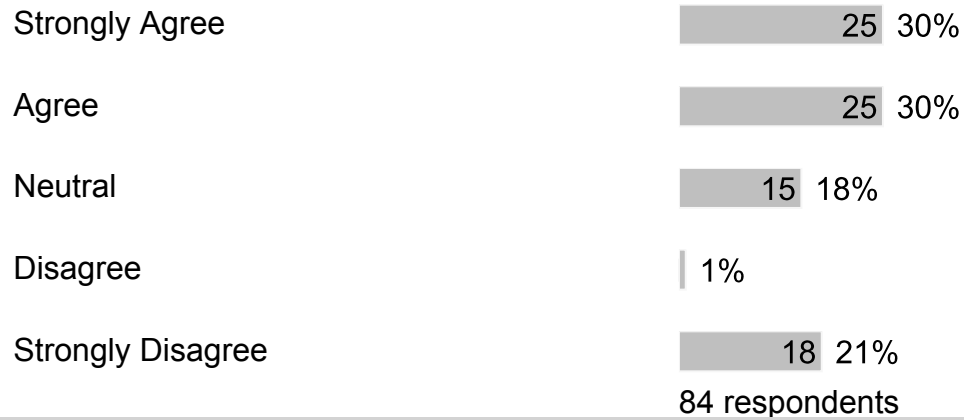 Strongly Agree 25 30%
Agree 25 30%
Neutral 15 18%
Disagree 1%
Strongly Disagree 18 21%
84 respondents